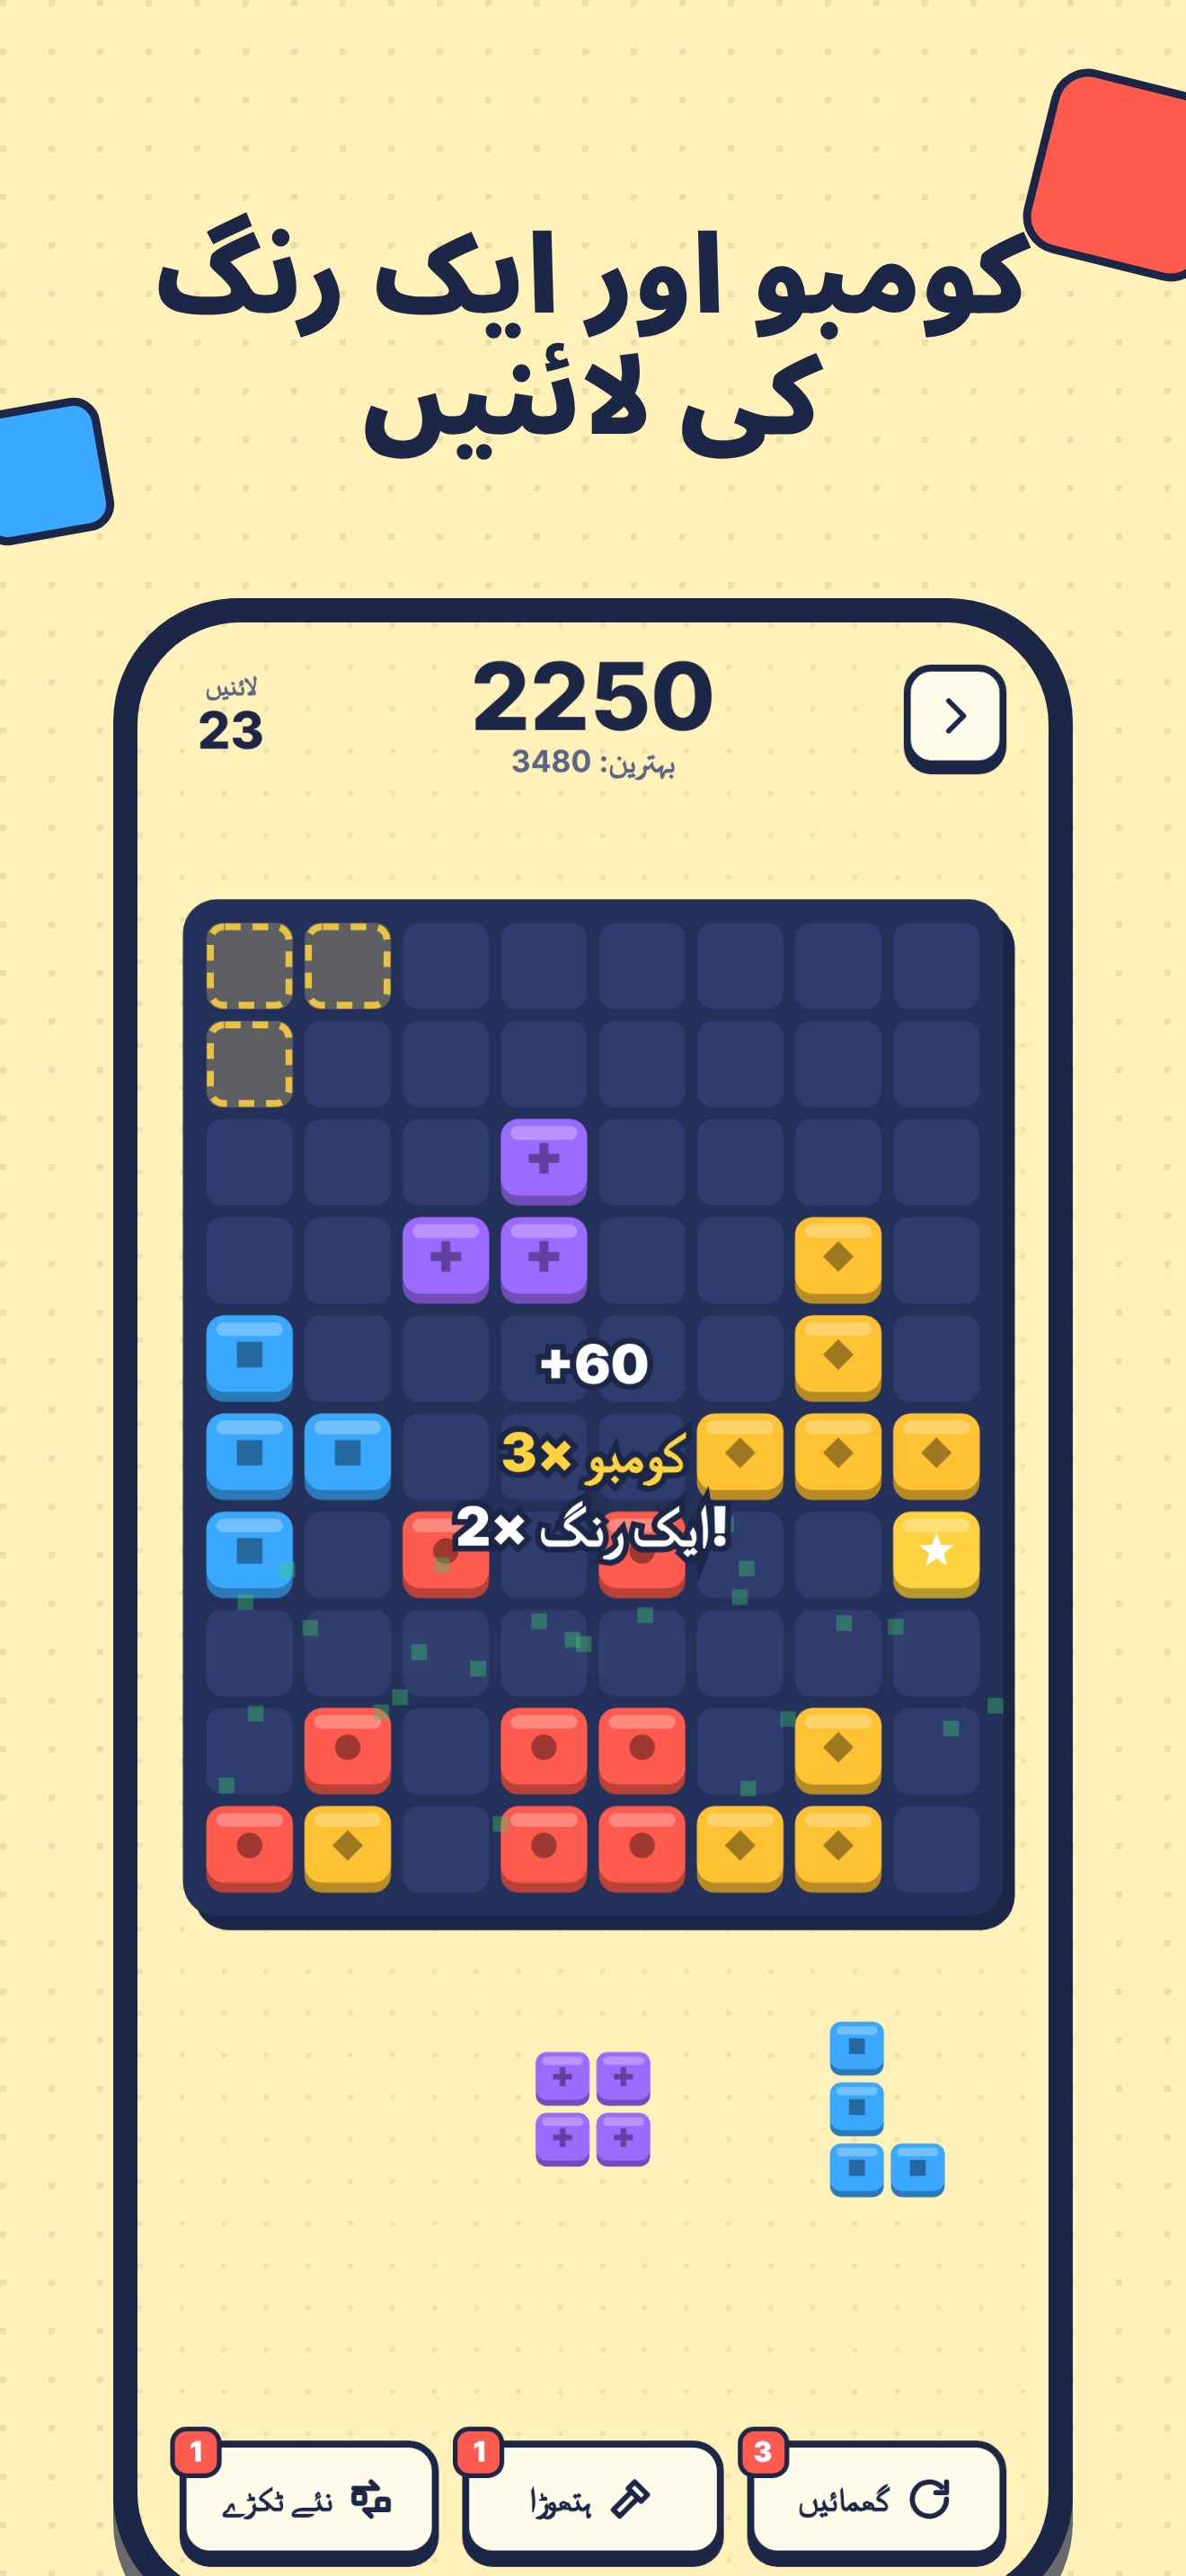 کومبو اور ایک رنگ
کی لائنیں
لائنیں
23
2250
بہترین: 3480
+60
کومبو ×3
ایک رنگ ×2!
3
گھمائیں
1
ہتھوڑا
1
نئے ٹکڑے